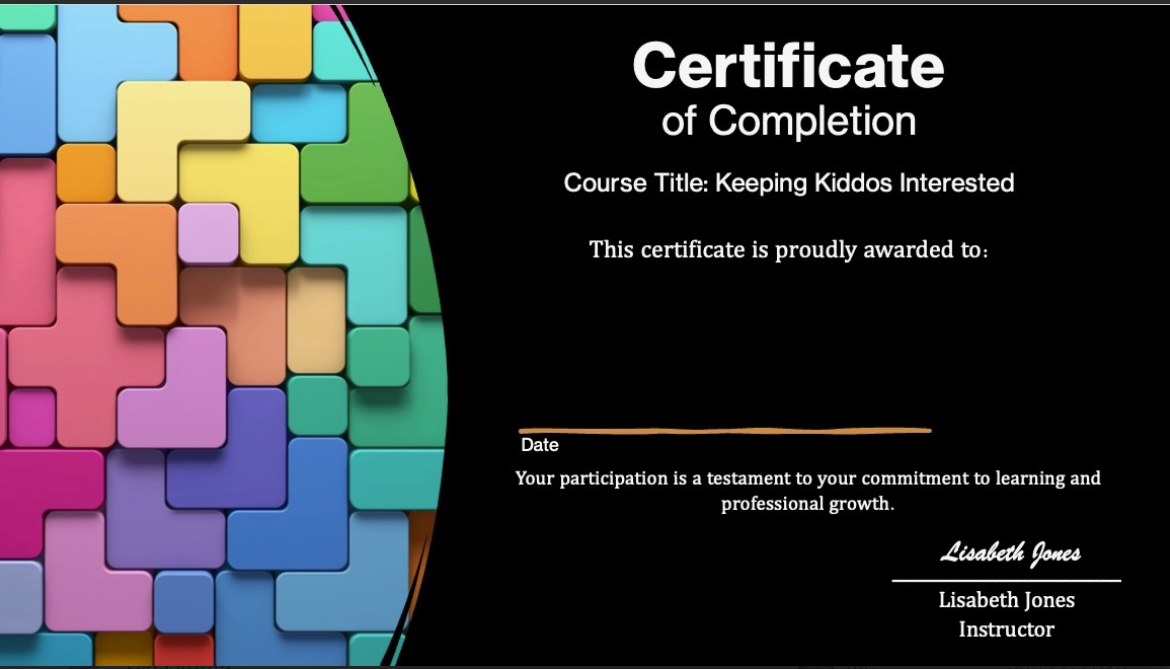 Certificate
of Completion
Course Title: Keeping Kiddos Interested
This certificate is proudly awarded to:
Date
Your participation is a testament to your commitment to learning and
professional growth.
Lisabeth Jones
Lisabeth Jones
Instructor